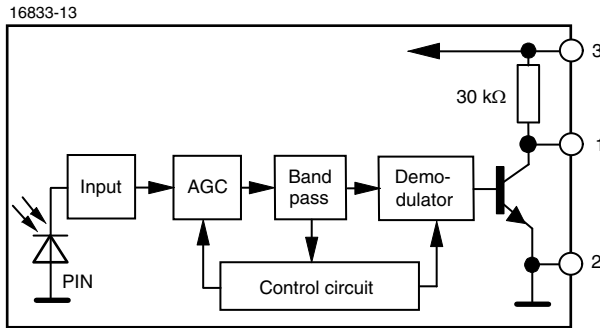 16833-13
3
30 kΩ
1
Input
AGC
Band
pass
Demo-
dulator
PIN
Control circuit
2